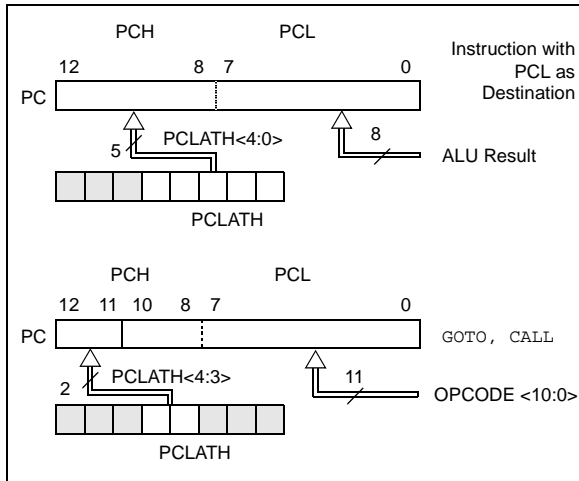 PCH PCL
12 8 7 0
Instruction with
PCL as
Destination
PC
5 PCLATH<4:0>
8
ALU Result
PCLATH
PCH PCL
12 11 10 8 7 0
PC
GOTO, CALL
2 PCLATH<4:3>
11
OPCODE <10:0>
PCLATH